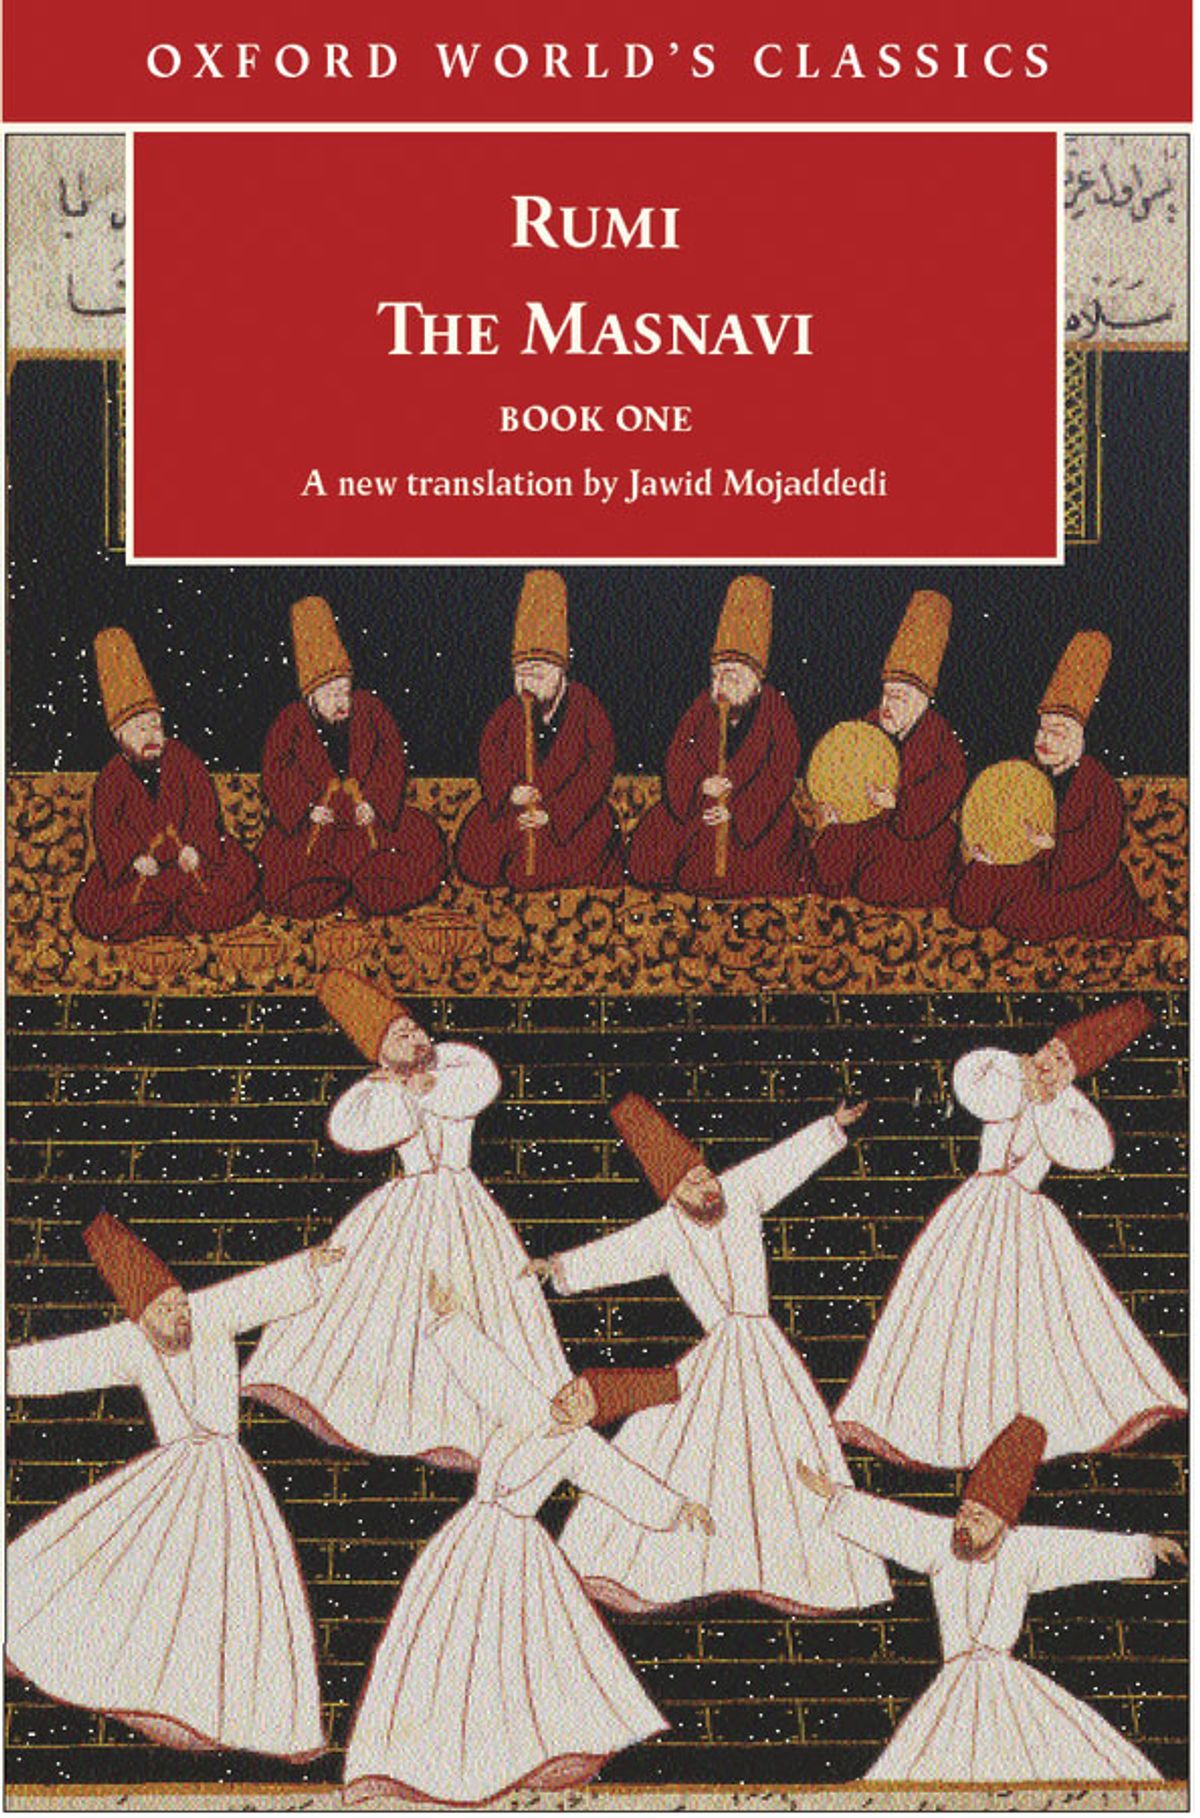 OXFORD WORLD'S CLASSICS
RUMI
THE MASNAVI
BOOK ONE
A new translation by Jawid Mojaddedi